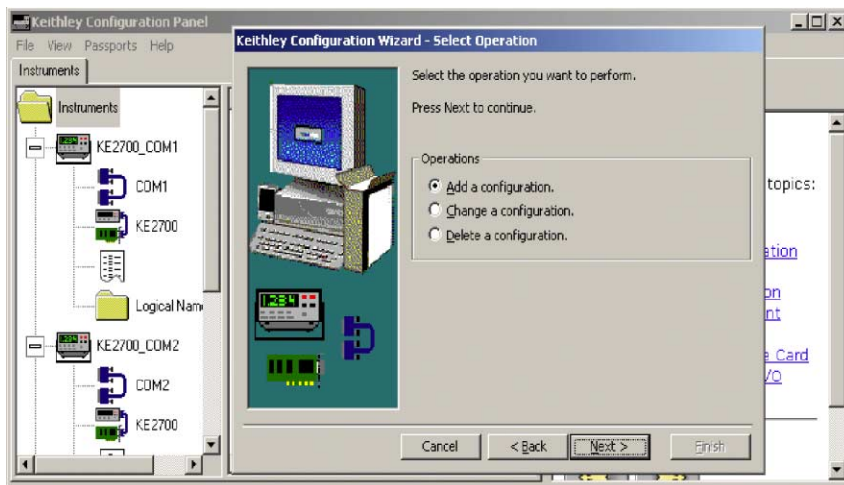 Keithley Configuration Panel
File View Passports Help
Instruments
Instruments
KE2700_COM1
COM1
KE2700
Logical Nam
KE2700_COM2
COM2
KE2700
Keithley Configuration Wizard - Select Operation
Select the operation you want to perform.
Press Next to continue.
Operations
Add a configuration.
Change a configuration.
Delete a configuration.
1.234
Cancel
< Back
Next >
Finish
topics:
ation
on
nt
e Card
/O